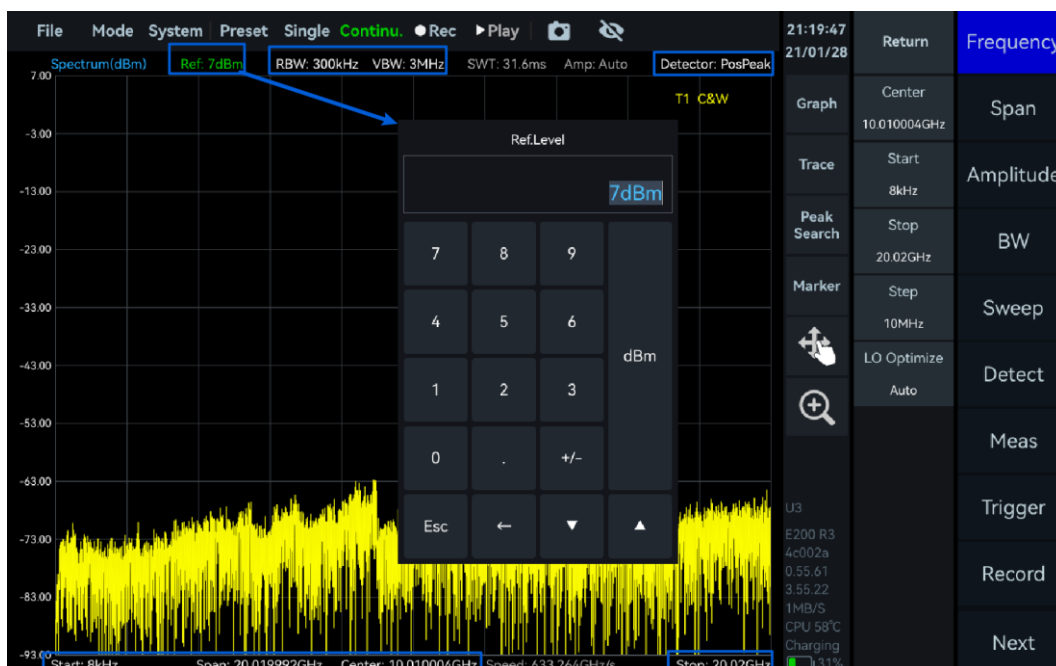 File Mode System Preset Single Continu. Rec Play
21:19:47
21/01/28
Spectrum(dBm) Ref: 7dBm RBW: 300kHz VBW: 3MHz SWT: 31.6ms Amp: Auto Detector: PosPeak
7.00
-3.00
-13.00
-23.00
-33.00
-43.00
-53.00
-63.00
-73.00
-83.00
-93.00
T1 C&W
Ref.Level
7dBm
7 8 9
4 5 6
dBm
1 2 3
0 . +/-
Esc ← ▼ ▲
Start: 8kHz Span: 20.019992GHz Center: 10.010004GHz Speed: 633.266GHz/s Stop: 20.02GHz
Graph
Trace
Peak
Search
Marker
U3
E200 R3
4c002a
0.55.61
3.55.22
1MB/S
CPU 58°C
Charging
31%
Return
Center
10.010004GHz
Start
8kHz
Stop
20.02GHz
Step
10MHz
LO Optimize
Auto
Frequency
Span
Amplitude
BW
Sweep
Detect
Meas
Trigger
Record
Next